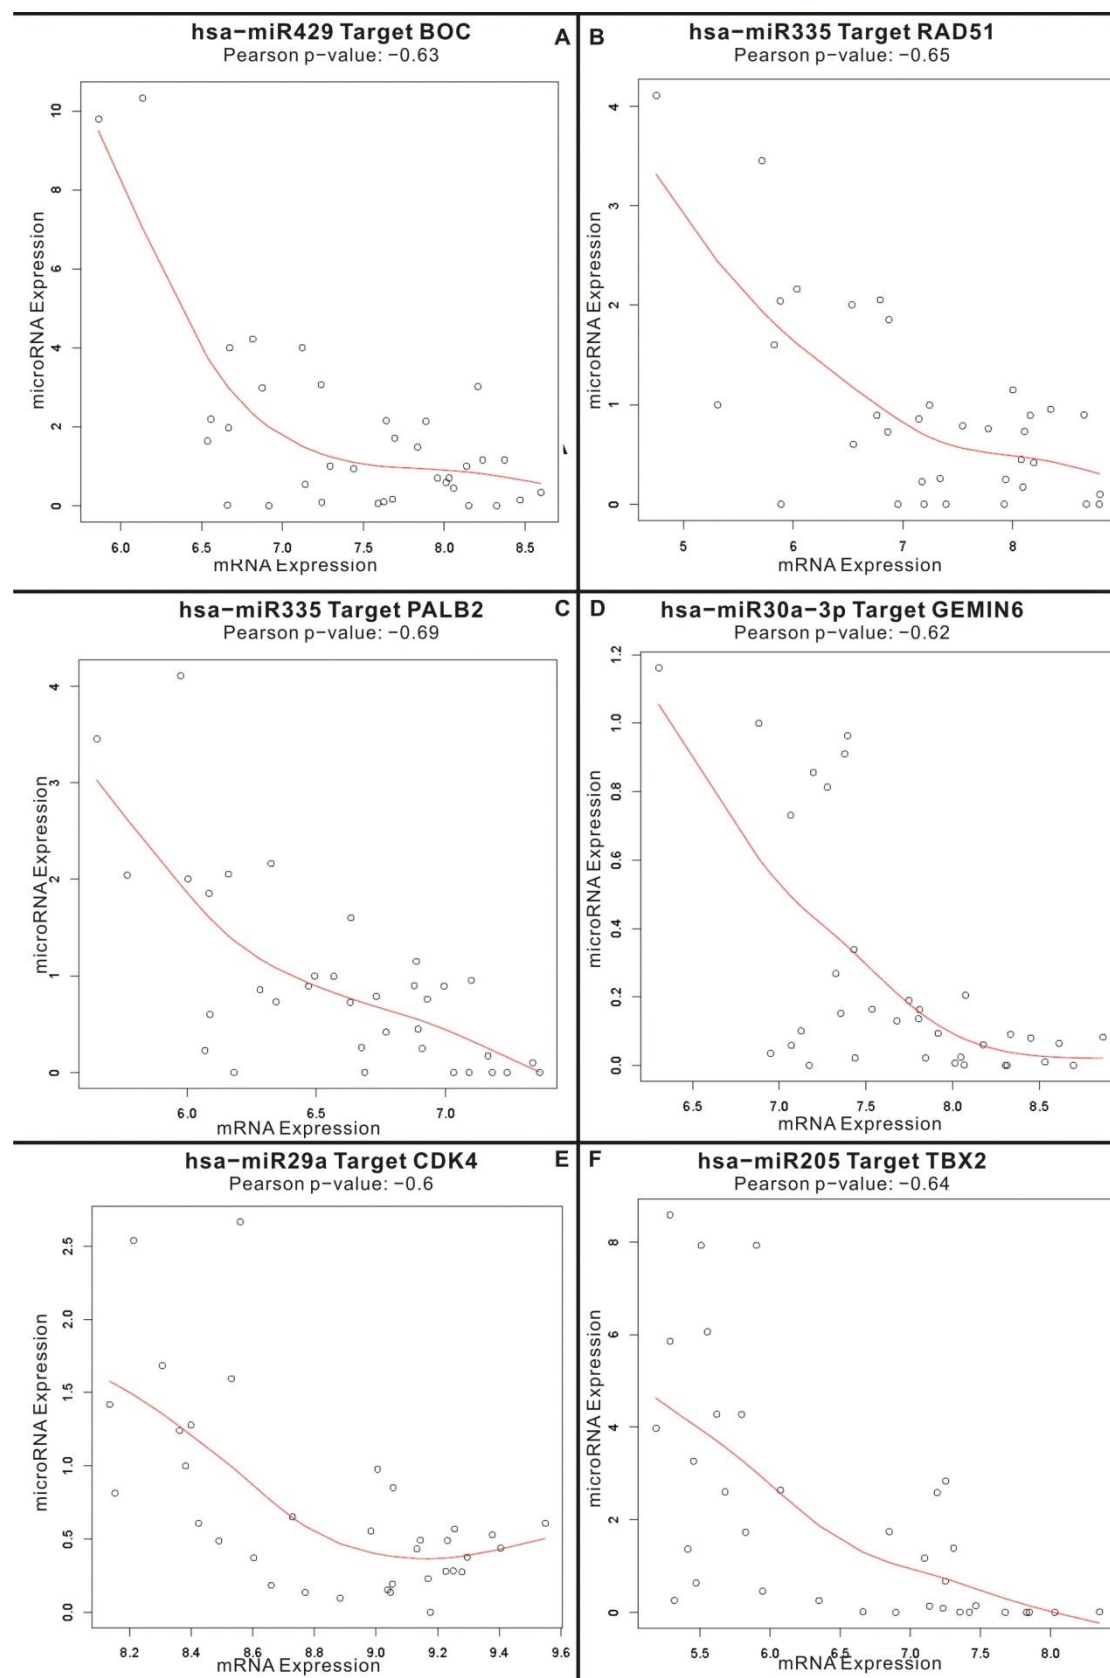 hsa−miR429 Target BOC
A
Pearson p-value: −0.63
microRNA Expression
0
2
4
6
8
10
6.0 6.5 7.0 7.5 8.0 8.5
mRNA Expression
B
hsa−miR335 Target RAD51
Pearson p-value: −0.65
microRNA Expression
0
1
2
3
4
5 6 7 8
mRNA Expression
hsa−miR335 Target PALB2
C
Pearson p-value: −0.69
microRNA Expression
0
1
2
3
4
6.0 6.5 7.0
mRNA Expression
D
hsa−miR30a−3p Target GEMIN6
Pearson p-value: −0.62
microRNA Expression
0.0
0.2
0.4
0.6
0.8
1.0
1.2
6.5 7.0 7.5 8.0 8.5
mRNA Expression
hsa−miR29a Target CDK4
E
Pearson p-value: −0.6
microRNA Expression
0.0
0.5
1.0
1.5
2.0
2.5
8.2 8.4 8.6 8.8 9.0 9.2 9.4 9.6
mRNA Expression
F
hsa−miR205 Target TBX2
Pearson p-value: −0.64
microRNA Expression
0
2
4
6
8
5.5 6.0 6.5 7.0 7.5 8.0
mRNA Expression